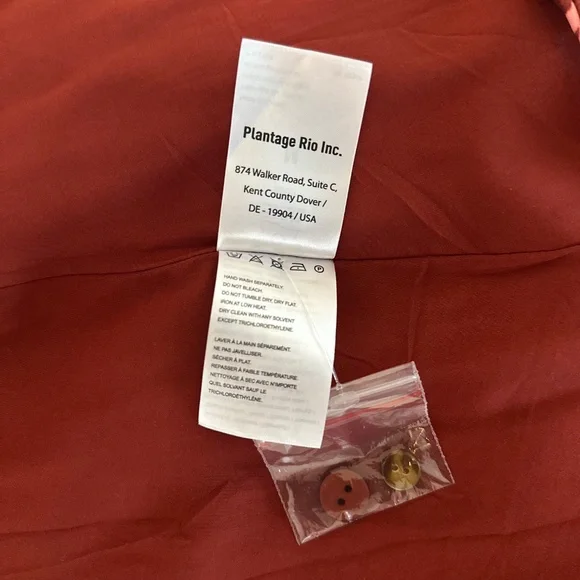 Plantage Rio Inc.
874 Walker Road, Suite C,
Kent County Dover /
DE - 19904 / USA
HAND WASH SEPARATELY.
DO NOT BLEACH.
DO NOT TUMBLE DRY, DRY FLAT.
IRON AT LOW HEAT.
DRY CLEAN WITH ANY SOLVENT
EXCEPT TRICHLOROETHYLENE.
LAVER À LA MAIN SÉPARÉMENT.
NE PAS JAVELLISER.
SÉCHER À PLAT.
REPASSER À FAIBLE TEMPÉRATURE.
NETTOYAGE À SEC AVEC N'IMPORTE
QUEL SOLVANT SAUF LE
TRICHLOROÉTHYLÈNE.